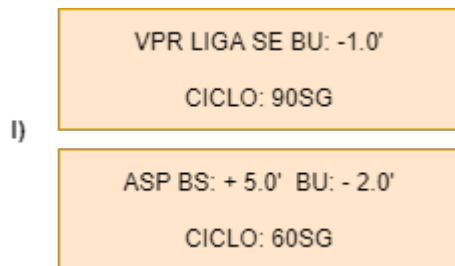 VPR LIGA SE BU: -1.0'
CICLO: 90SG
I)
ASP BS: + 5.0' BU: - 2.0'
CICLO: 60SG